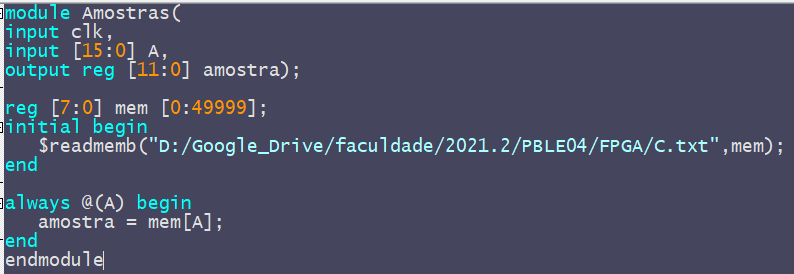 module Amostras(
input clk,
input [15:0] A,
output reg [11:0] amostra);
reg [7:0] mem [0:49999];
initial begin
$readmemb("D:/Google_Drive/faculdade/2021.2/PBLE04/FPGA/C.txt",mem);
end
always @(A) begin
amostra = mem[A];
end
endmodule